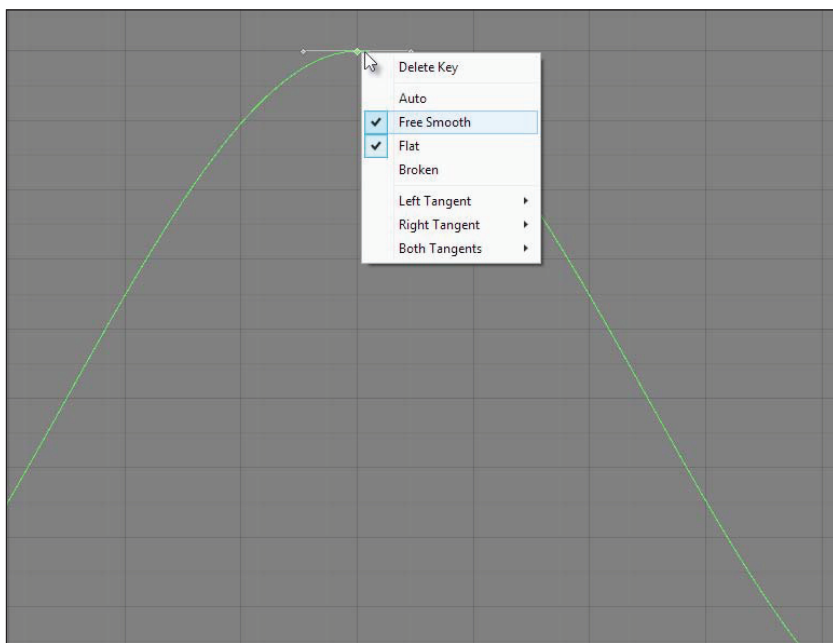 Delete Key
Auto
Free Smooth
Flat
Broken
Left Tangent
Right Tangent
Both Tangents